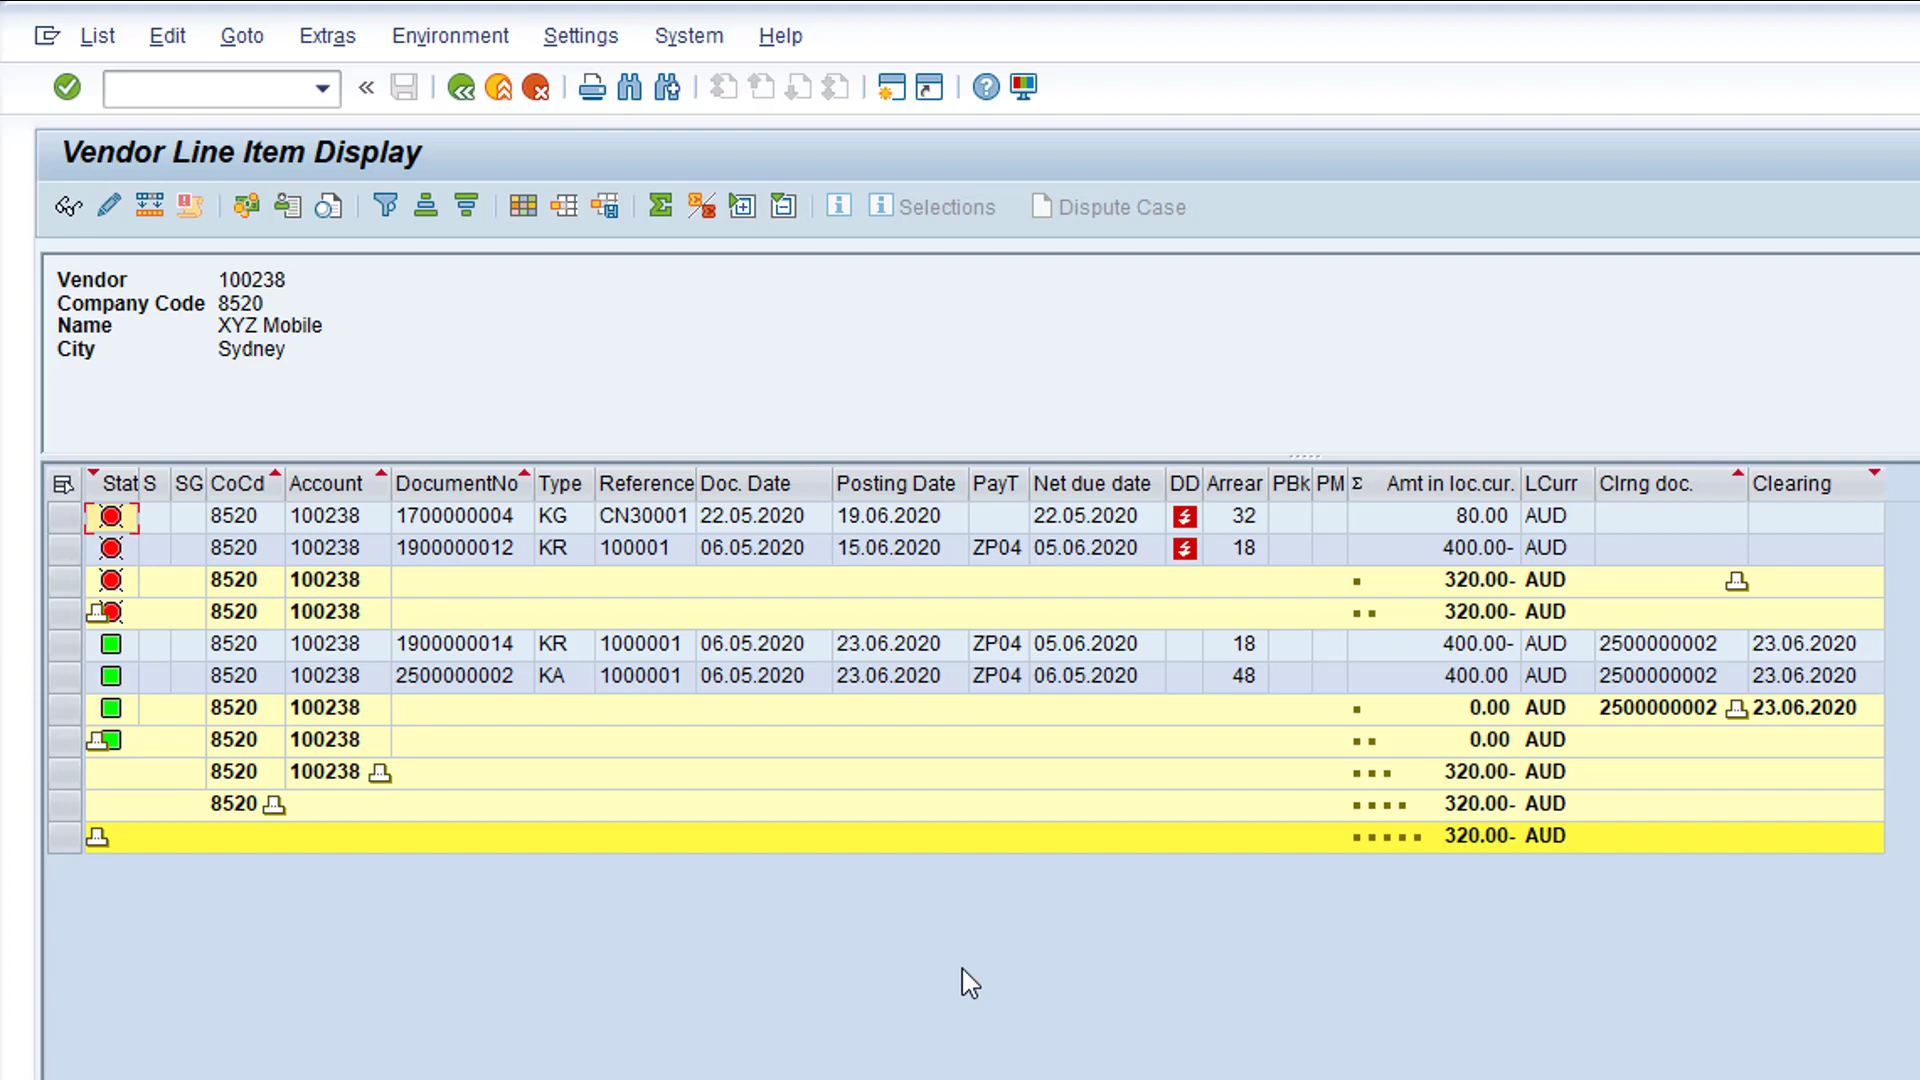 List Edit Goto Extras Environment Settings System Help
Vendor Line Item Display
Selections Dispute Case
Vendor 100238
Company Code 8520
Name XYZ Mobile
City Sydney
Stat S SG CoCd Account DocumentNo Type Reference Doc. Date Posting Date PayT Net due date DD Arrear PBk PM Σ Amt in loc.cur. LCurr Clrng doc. Clearing
8520 100238 1700000004 KG CN30001 22.05.2020 19.06.2020 22.05.2020 32 80.00 AUD
8520 100238 1900000012 KR 100001 06.05.2020 15.06.2020 ZP04 05.06.2020 18 400.00- AUD
8520 100238 320.00- AUD
8520 100238 320.00- AUD
8520 100238 1900000014 KR 1000001 06.05.2020 23.06.2020 ZP04 05.06.2020 18 400.00- AUD 2500000002 23.06.2020
8520 100238 2500000002 KA 1000001 06.05.2020 23.06.2020 ZP04 06.05.2020 48 400.00 AUD 2500000002 23.06.2020
8520 100238 0.00 AUD 2500000002 23.06.2020
8520 100238 0.00 AUD
8520 100238 320.00- AUD
8520 320.00- AUD
320.00- AUD